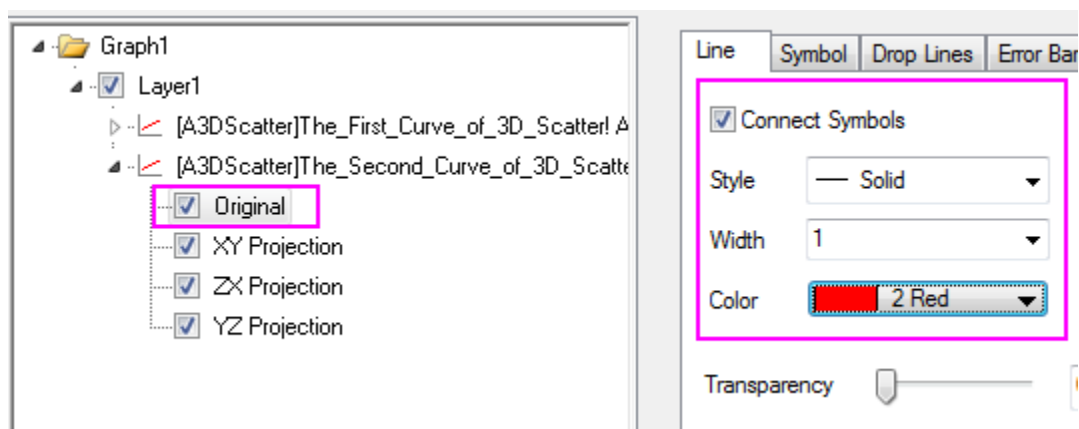 Graph1
Layer1
[A3DScatter]The_First_Curve_of_3D_Scatter! A
[A3DScatter]The_Second_Curve_of_3D_Scatte
Original
XY Projection
ZX Projection
YZ Projection
Line Symbol Drop Lines Error Bar
Connect Symbols
Style Solid
Width 1
Color 2 Red
Transparency